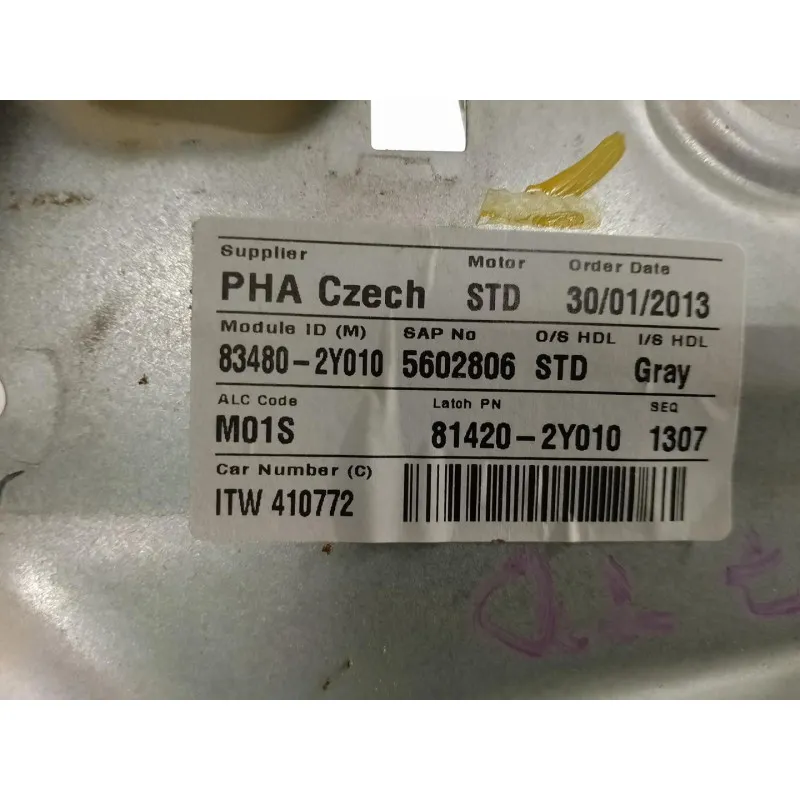 Supplier Motor Order Date
PHA Czech STD 30/01/2013
Module ID (M) SAP No O/S HDL I/S HDL
83480-2Y010 5602806 STD Gray
ALC Code Latch PN SEQ
M01S 81420-2Y010 1307
Car Number (C)
ITW 410772